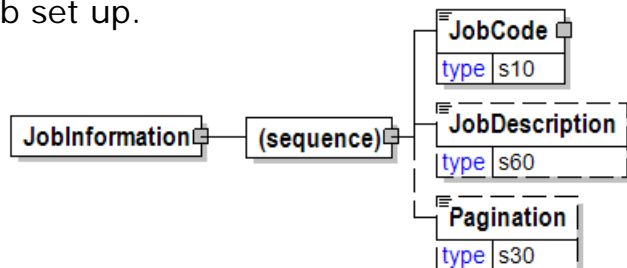 b set up.
JobCode
type s10
JobInformation
(sequence)
JobDescription
type s60
Pagination
type s30